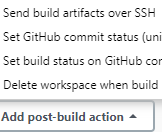 Send build artifacts over SSH
Set GitHub commit status (uni
Set build status on GitHub cor
Delete workspace when build
Add post-build action